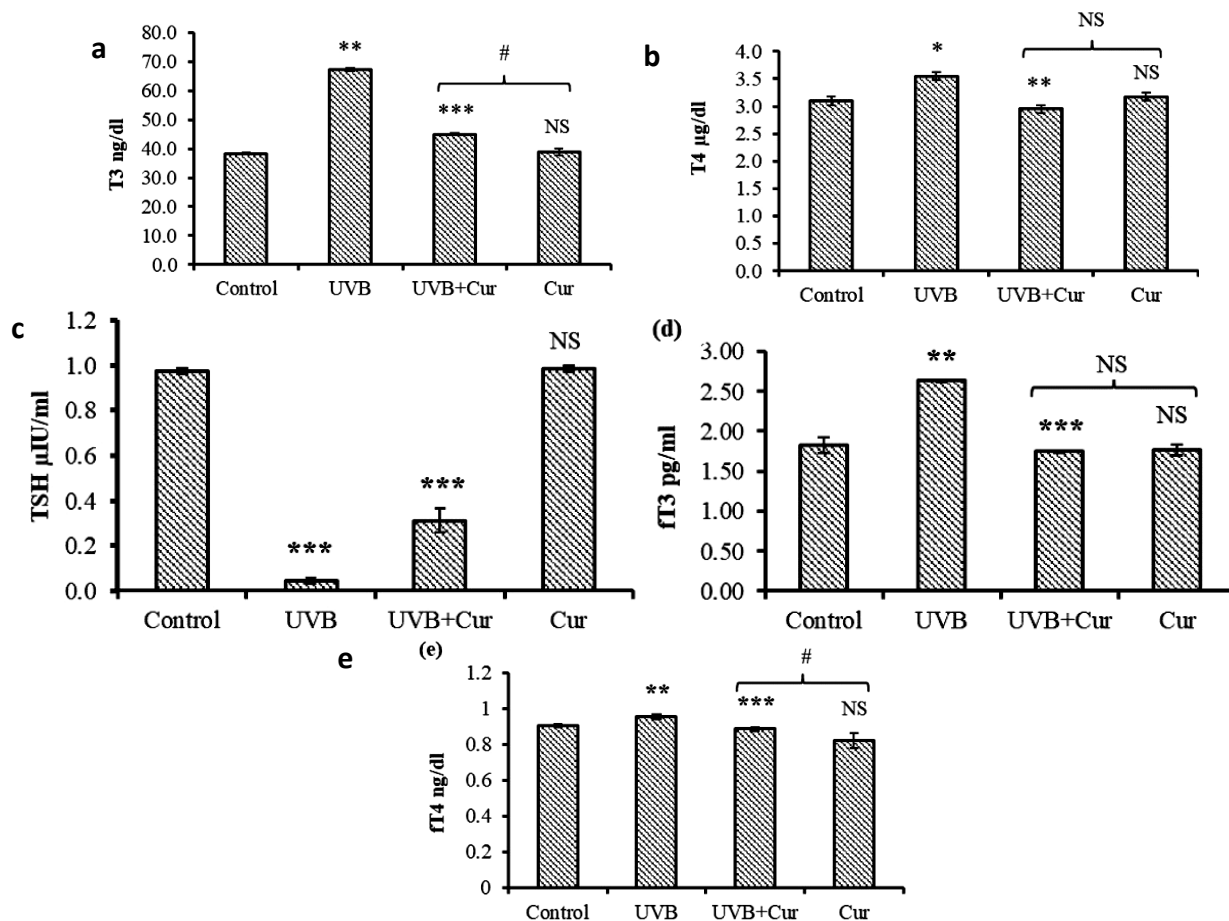 a
T3 ng/dl
80.0
70.0
60.0
50.0
40.0
30.0
20.0
10.0
0.0
**
***
#
NS
Control UVB UVB+Cur Cur
b
T4 µg/dl
4.0
3.5
3.0
2.5
2.0
1.5
1.0
0.5
0.0
*
**
NS
NS
Control UVB UVB+Cur Cur
c
TSH µIU/ml
1.2
1.0
0.8
0.6
0.4
0.2
0.0
***
***
NS
Control UVB UVB+Cur Cur
(d)
fT3 pg/ml
3.00
2.50
2.00
1.50
1.00
0.50
0.00
**
***
NS
NS
Control UVB UVB+Cur Cur
e
(e)
fT4 ng/dl
1.2
1
0.8
0.6
0.4
0.2
0
**
***
#
NS
Control UVB UVB+Cur Cur